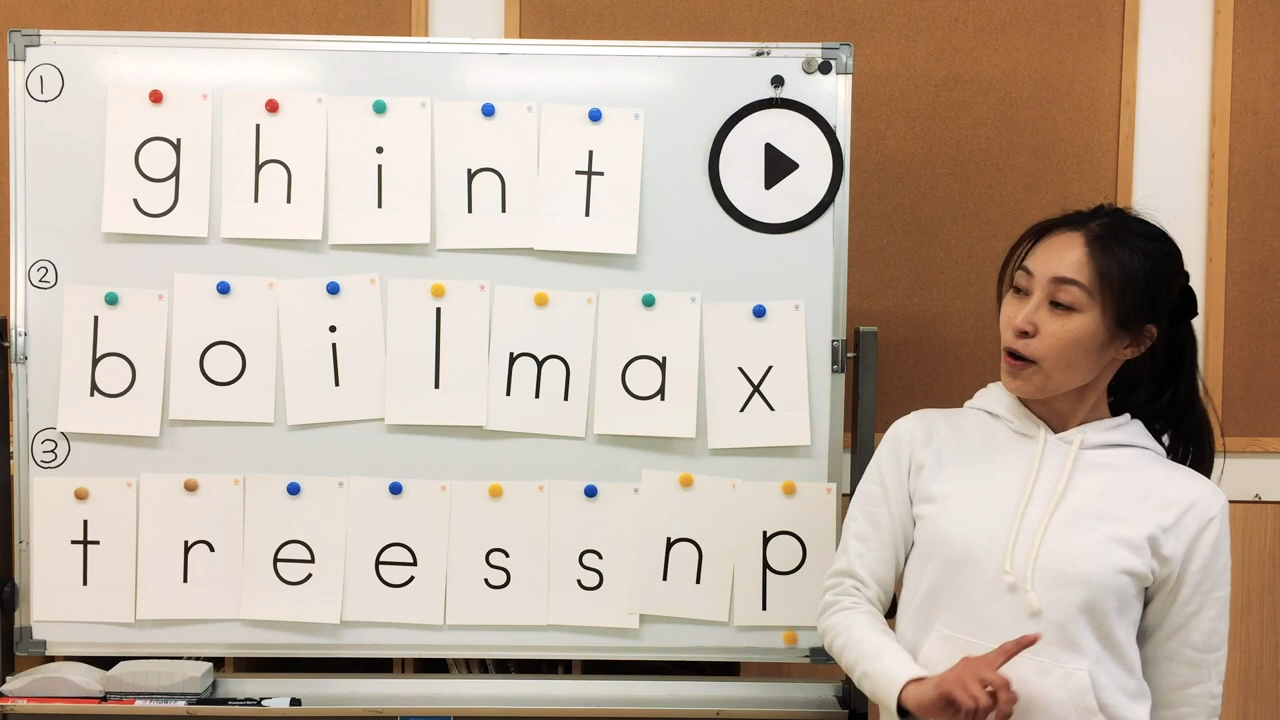 ① g h i n t
② b o i l m a x
③ t r e e s s n p